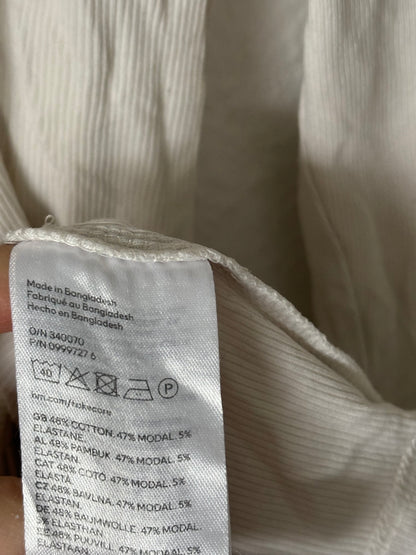 Made in Bangladesh
Fabriqué au Bangladesh
Hecho en Bangladesh
O/N 340070
P/N 0999727 6
40 P
hm.com/takecare
GB 48% COTTON. 47% MODAL. 5%
ELASTANE.
AL 48% PAMBUK. 47% MODAL. 5%
ELASTAN.
CAT 48% COTÓ. 47% MODAL. 5%
ELASTÀ.
CZ 48% BAVLNA. 47% MODAL. 5%
ELASTAN.
DE 48% BAUMWOLLE. 47% MODAL.
5% ELASTHAN.
48% PUUVILL. 47% MODAAL. 5%
ELASTAAN.